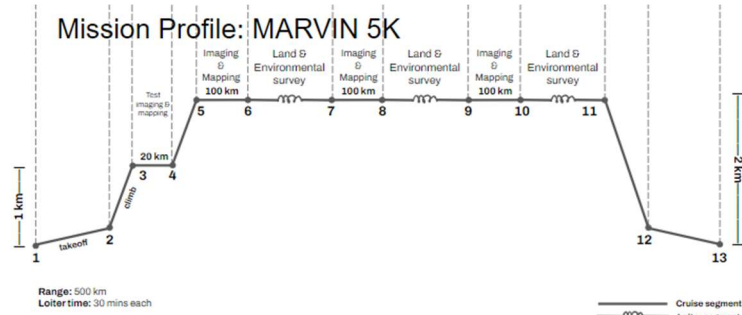 Mission Profile: MARVIN 5K
Imaging
&
Mapping
100 km
Land &
Environmental
survey
Imaging
&
Mapping
100 km
Land &
Environmental
survey
Imaging
&
Mapping
100 km
Land &
Environmental
survey
Test
imaging &
mapping
20 km
5
6
7
8
9
10
11
3
4
1 km
2 km
climb
takeoff
1
2
12
13
Range: 500 km
Loiter time: 30 mins each
Cruise segment